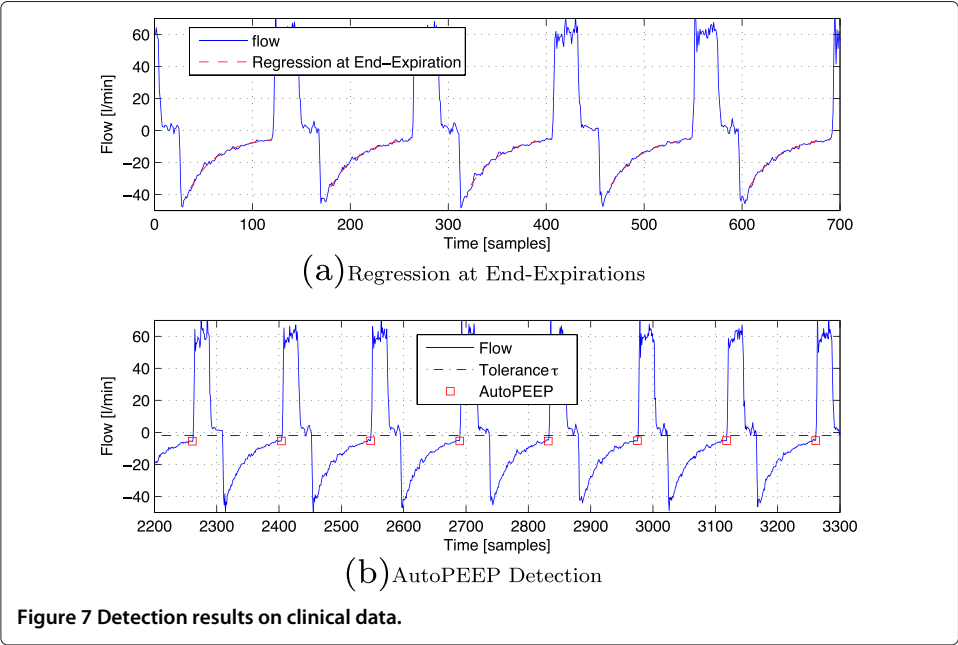 60
40
20
0
−20
−40
Flow [l/min]
flow
Regression at End−Expiration
0 100 200 300 400 500 600 700
Time [samples]
(a) Regression at End-Expirations
60
40
20
0
−20
−40
Flow [l/min]
Flow
Tolerance τ
AutoPEEP
2200 2300 2400 2500 2600 2700 2800 2900 3000 3100 3200 3300
Time [samples]
(b) AutoPEEP Detection
Figure 7 Detection results on clinical data.